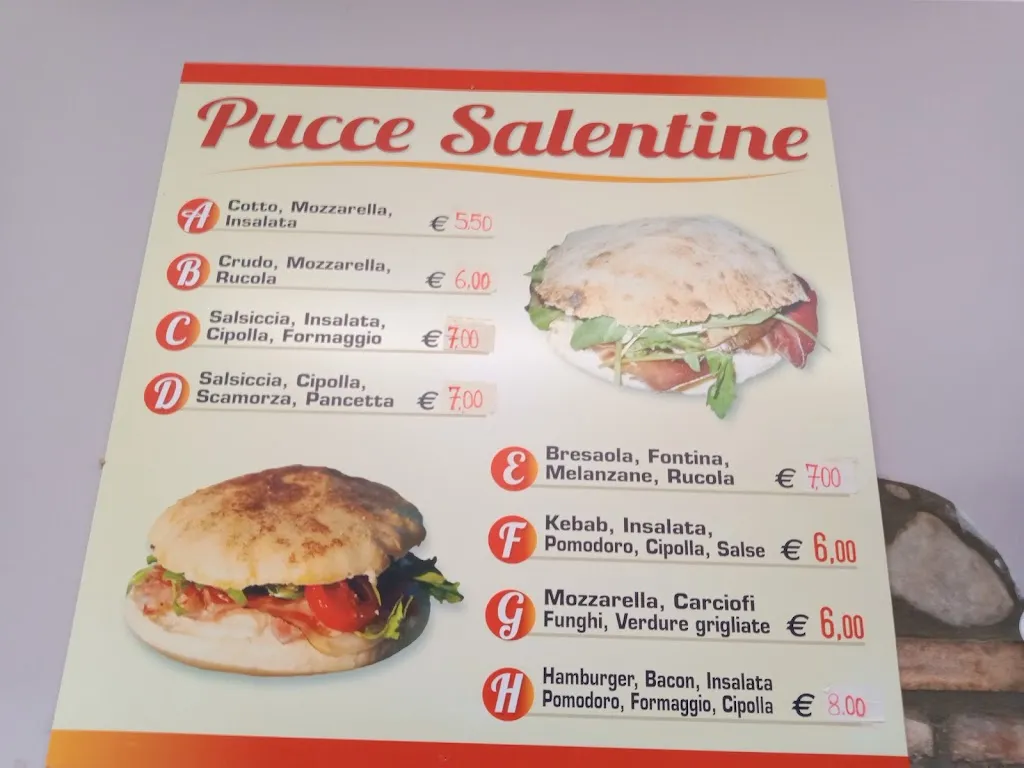 Pucce Salentine
A Cotto, Mozzarella,
Insalata € 5.50
B Crudo, Mozzarella,
Rucola € 6,00
C Salsiccia, Insalata,
Cipolla, Formaggio € 7,00
D Salsiccia, Cipolla,
Scamorza, Pancetta € 7,00
E Bresaola, Fontina,
Melanzane, Rucola € 7,00
F Kebab, Insalata,
Pomodoro, Cipolla, Salse € 6,00
G Mozzarella, Carciofi
Funghi, Verdure grigliate € 6,00
H Hamburger, Bacon, Insalata
Pomodoro, Formaggio, Cipolla € 8.00